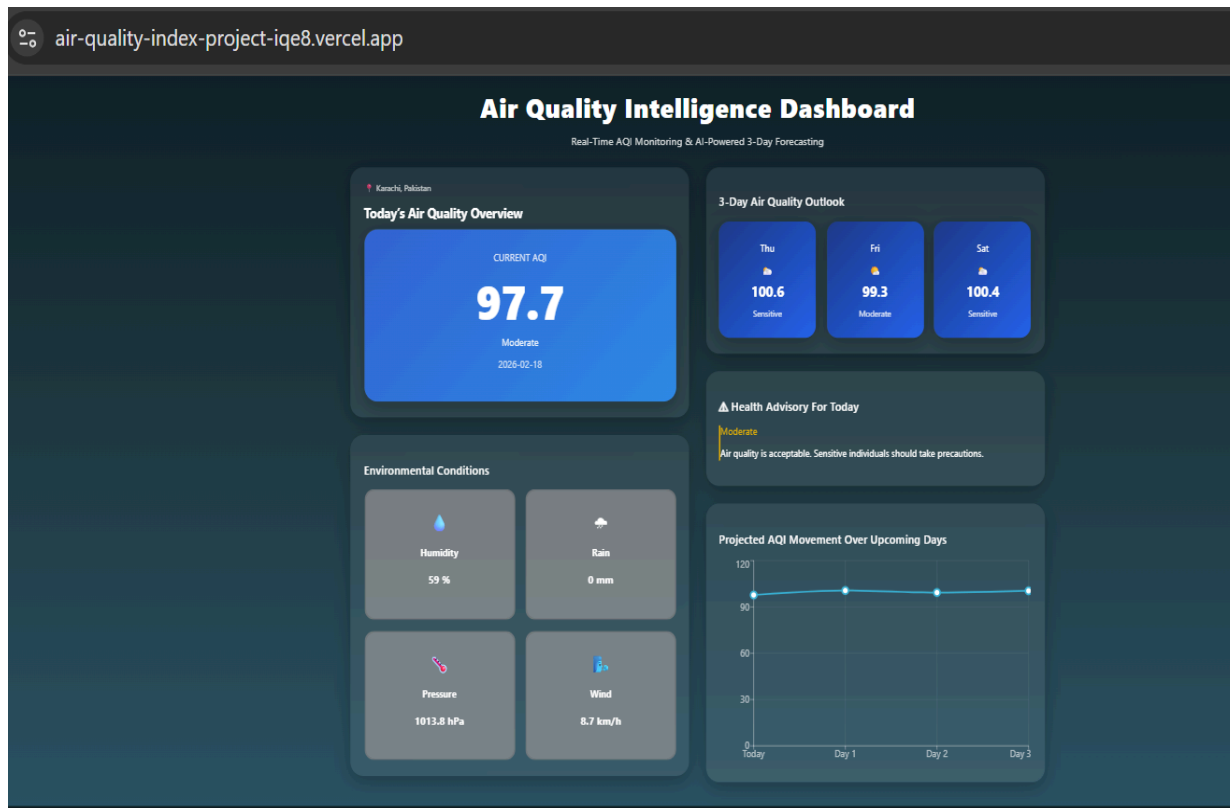 air-quality-index-project-iqe8.vercel.app
Air Quality Intelligence Dashboard
Real-Time AQI Monitoring & AI-Powered 3-Day Forecasting
Karachi, Pakistan
Today's Air Quality Overview
CURRENT AQI
97.7
Moderate
2026-02-18
Environmental Conditions
Humidity
59 %
Rain
0 mm
Pressure
1013.8 hPa
Wind
8.7 km/h
3-Day Air Quality Outlook
Thu
100.6
Sensitive
Fri
99.3
Moderate
Sat
100.4
Sensitive
Health Advisory For Today
Moderate
Air quality is acceptable. Sensitive individuals should take precautions.
Projected AQI Movement Over Upcoming Days
120
90
60
30
0
Today Day 1 Day 2 Day 3